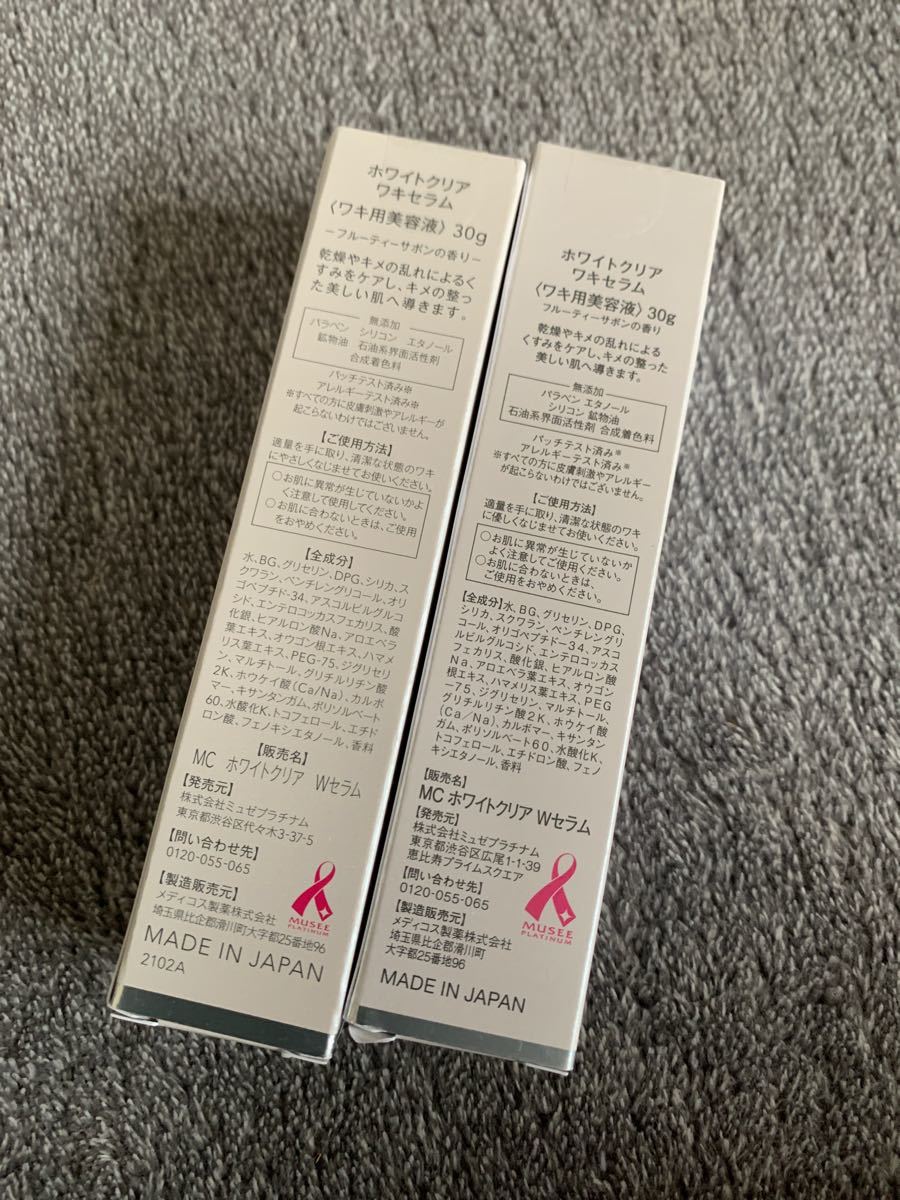 ホワイトクリア
ワキセラム
〈ワキ用美容液〉30g
−フルーティーサボンの香り−
乾燥やキメの乱れによるく
すみをケアし、キメの整っ
た美しい肌へ導きます。
無添加
パラベン シリコン エタノール
鉱物油 石油系界面活性剤
合成着色料
パッチテスト済み※
アレルギーテスト済み※
※すべての方に皮膚刺激やアレルギーが
起こらないわけではございません。
【ご使用方法】
適量を手に取り、清潔な状態のワキ
にやさしくなじませてお使いください。
○お肌に異常が生じていないかよ
く注意して使用してください。
○お肌に合わないときは、ご使用
をおやめください。
【全成分】
水、BG、グリセリン、DPG、シリカ、ス
クワラン、ペンチレングリコール、オリ
ゴペプチド-34、アスコルビルグルコ
シド、エンテロコッカスフェカリス、酸
化銀、ヒアルロン酸Na、アロエベラ
葉エキス、オウゴン根エキス、ハマメ
リス葉エキス、PEG-75、ジグリセリ
ン、マルチトール、グリチルリチン酸
2K、ホウケイ酸(Ca/Na)、カルボ
マー、キサンタンガム、ポリソルベート
60、水酸化K、トコフェロール、エチド
ロン酸、フェノキシエタノール、香料
【販売名】
MC ホワイトクリア Wセラム
【発売元】
株式会社ミュゼプラチナム
東京都渋谷区代々木3-37-5
【問い合わせ先】
0120-055-065
【製造販売元】
メディコス製薬株式会社
埼玉県比企郡滑川町大字都25番地96
MADE IN JAPAN
2102A
MUSEE
PLATINUM
ホワイトクリア
ワキセラム
〈ワキ用美容液〉30g
フルーティーサボンの香り
乾燥やキメの乱れによる
くすみをケアし、キメの整った
美しい肌へ導きます。
無添加
パラベン エタノール
シリコン 鉱物油
石油系界面活性剤 合成着色料
パッチテスト済み※
アレルギーテスト済み※
※すべての方に皮膚刺激やアレルギー
が起こらないわけではございません。
【ご使用方法】
適量を手に取り、清潔な状態のワキ
に優しくなじませてお使いください。
○お肌に異常が生じていないか
よく注意してご使用ください。
○お肌に合わないときは、
ご使用をおやめください。
【全成分】水、BG、グリセリン、DPG、
シリカ、スクワラン、ペンチレングリ
コール、オリゴペプチド-34、アスコ
ルビルグルコシド、エンテロコッカス
フェカリス、酸化銀、ヒアルロン酸
Na、アロエベラ葉エキス、オウゴン
根エキス、ハマメリス葉エキス、PEG
-75、ジグリセリン、マルチトール、
グリチルリチン酸2K、ホウケイ酸
(Ca/Na)、カルボマー、キサンタン
ガム、ポリソルベート60、水酸化K、
トコフェロール、エチドロン酸、フェノ
キシエタノール、香料
【販売名】
MC ホワイトクリア Wセラム
【発売元】
株式会社ミュゼプラチナム
東京都渋谷区広尾1-1-39
恵比寿プライムスクエア
【問い合わせ先】
0120-055-065
【製造販売元】
メディコス製薬株式会社
埼玉県比企郡滑川町
大字都25番地96
MADE IN JAPAN
MUSEE
PLATINUM